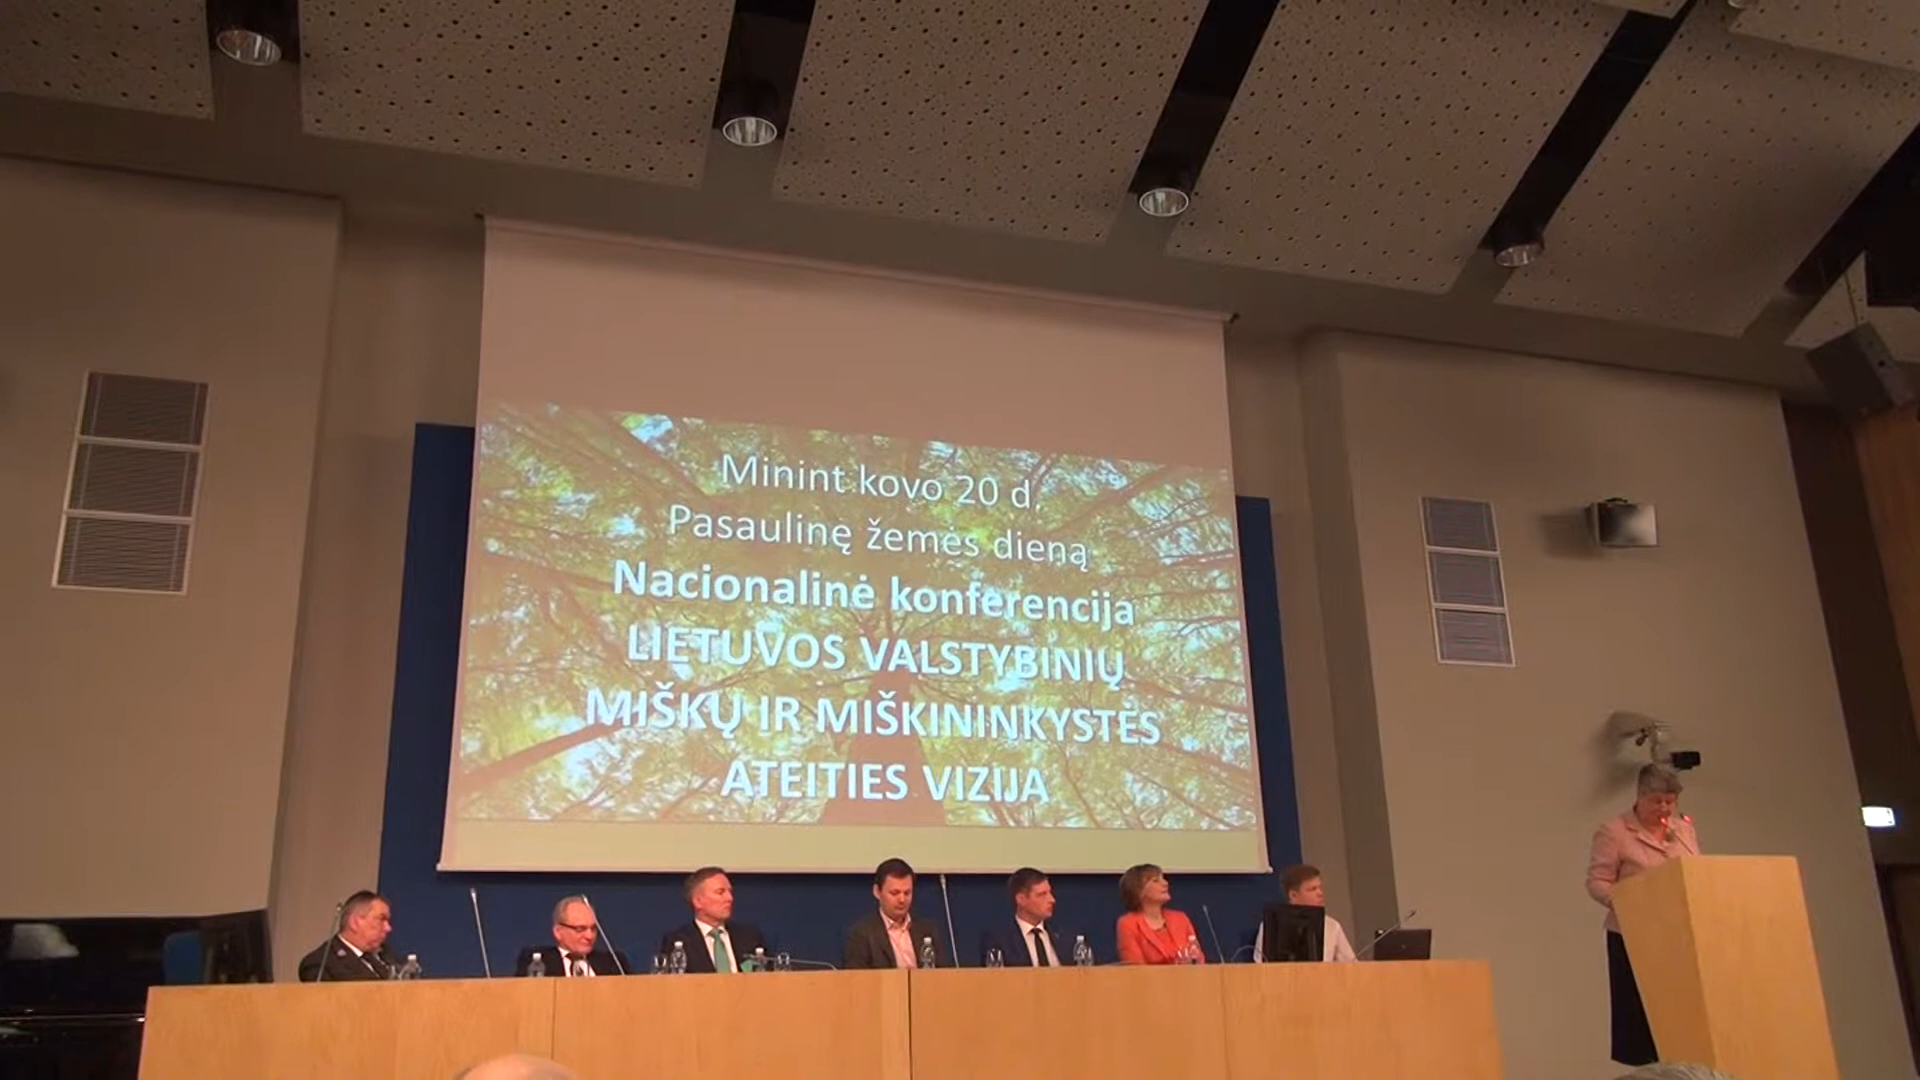 Minint kovo 20 d.
Pasaulinę žemės dieną
Nacionalinė konferencija
LIETUVOS VALSTYBINIŲ
MIŠKŲ IR MIŠKININKYSTĖS
ATEITIES VIZIJA